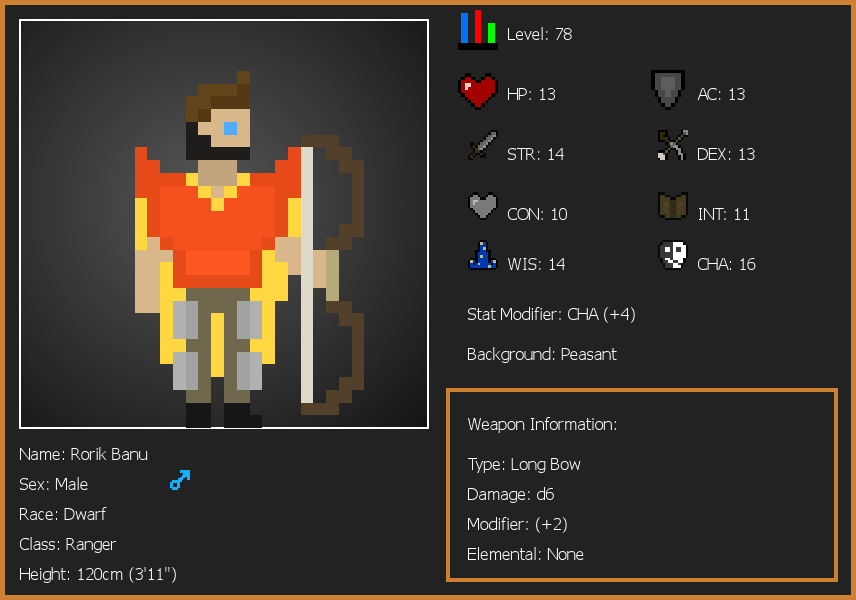 Level: 78
HP: 13
AC: 13
STR: 14
DEX: 13
CON: 10
INT: 11
WIS: 14
CHA: 16
Stat Modifier: CHA (+4)
Background: Peasant
Weapon Information:
Type: Long Bow
Damage: d6
Modifier: (+2)
Elemental: None
Name: Rorik Banu
Sex: Male
Race: Dwarf
Class: Ranger
Height: 120cm (3'11")